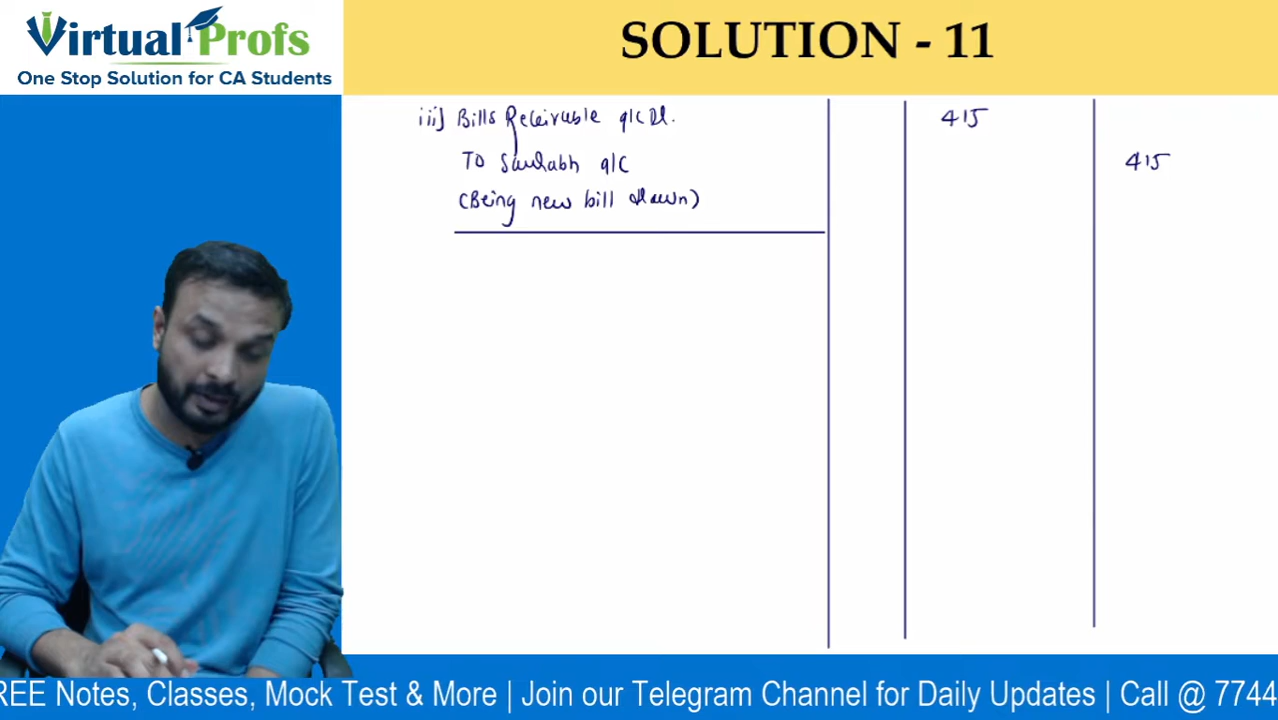 Virtual Profs
One Stop Solution for CA Students
SOLUTION - 11
iii) Bills Receivable a/c Dr. 415
To Saurabh a/c 415
(Being new bill drawn)
REE Notes, Classes, Mock Test & More | Join our Telegram Channel for Daily Updates | Call @ 7744